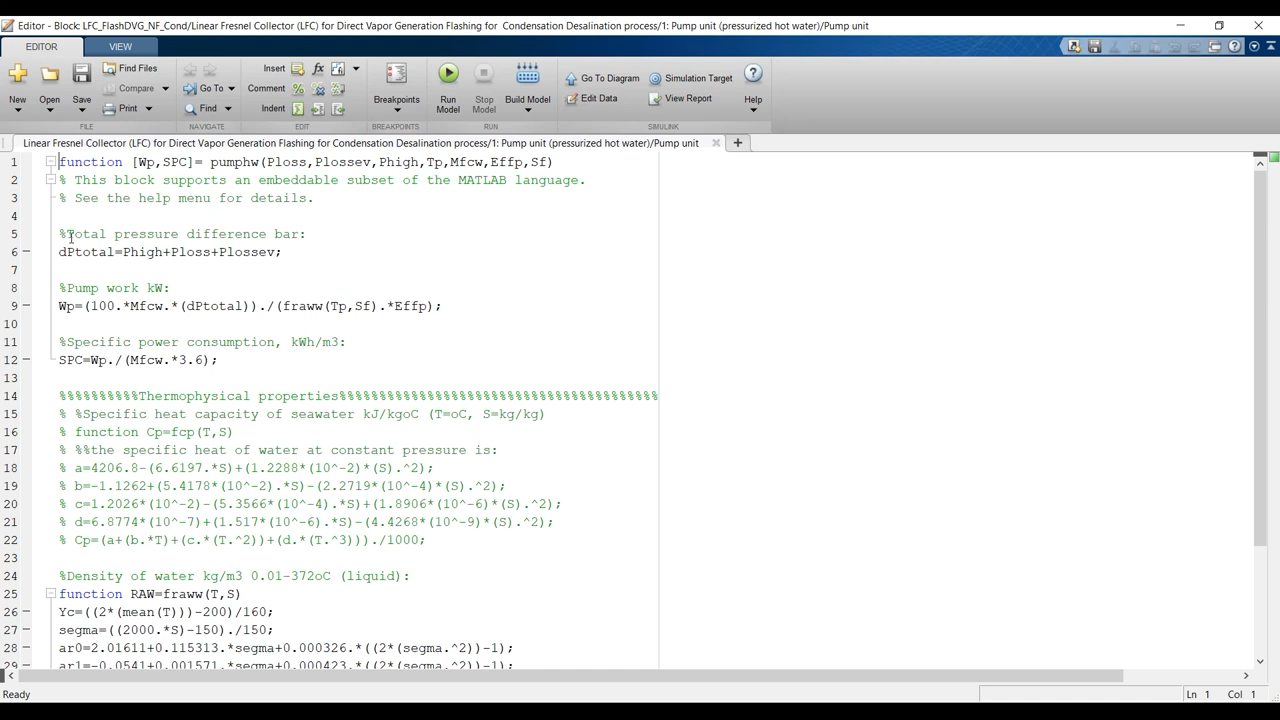 Editor - Block: LFC_FlashDVG_NF_Cond/Linear Fresnel Collector (LFC) for Direct Vapor Generation Flashing for  Condensation Desalination process/1: Pump unit (pressurized hot water)/Pump unit
EDITOR
VIEW
New
Open
Save
Find Files
Compare
Print
FILE
Go To
Find
NAVIGATE
Insert
Comment
Indent
EDIT
Breakpoints
BREAKPOINTS
Run Model
Stop Model
Build Model
RUN
Go To Diagram
Edit Data
Simulation Target
View Report
Help
SIMULINK
Linear Fresnel Collector (LFC) for Direct Vapor Generation Flashing for Condensation Desalination process/1: Pump unit (pressurized hot water)/Pump unit
1 function [Wp,SPC]= pumphw(Ploss,Plossev,Phigh,Tp,Mfcw,Effp,Sf)
2 % This block supports an embeddable subset of the MATLAB language.
3 % See the help menu for details.
4
5 %Total pressure difference bar:
6 dPtotal=Phigh+Ploss+Plossev;
7
8 %Pump work kW:
9 Wp=(100.*Mfcw.*(dPtotal))./(fraww(Tp,Sf).*Effp);
10
11 %Specific power consumption, kWh/m3:
12 SPC=Wp./(Mfcw.*3.6);
13
14 %%%%%%%%%%Thermophysical properties%%%%%%%%%%%%%%%%%%%%%%%%%%%%%%%%%%%%%%%%
15 % %Specific heat capacity of seawater kJ/kgoC (T=oC, S=kg/kg)
16 % function Cp=fcp(T,S)
17 % %%the specific heat of water at constant pressure is:
18 % a=4206.8-(6.6197.*S)+(1.2288*(10^-2)*(S).^2);
19 % b=-1.1262+(5.4178*(10^-2).*S)-(2.2719*(10^-4)*(S).^2);
20 % c=1.2026*(10^-2)-(5.3566*(10^-4).*S)+(1.8906*(10^-6)*(S).^2);
21 % d=6.8774*(10^-7)+(1.517*(10^-6).*S)-(4.4268*(10^-9)*(S).^2);
22 % Cp=(a+(b.*T)+(c.*(T.^2))+(d.*(T.^3)))./1000;
23
24 %Density of water kg/m3 0.01-372oC (liquid):
25 function RAW=fraww(T,S)
26 Yc=((2*(mean(T)))-200)/160;
27 segma=((2000.*S)-150)./150;
28 ar0=2.01611+0.115313.*segma+0.000326.*((2*(segma.^2))-1);
29 ar1=-0.0541+0.001571.*segma+0.000423.*((2*(segma.^2))-1);
Ready
Ln 1 Col 1